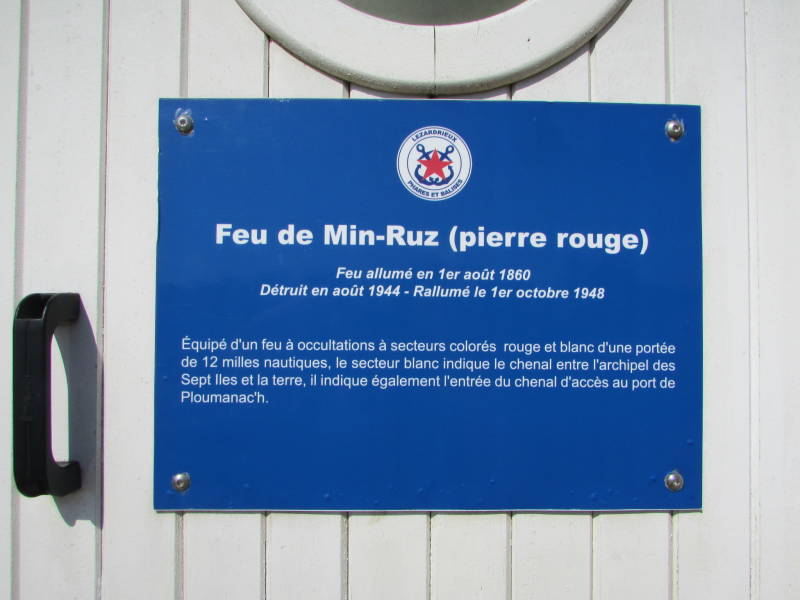 LEZARDRIEUX
PHARES ET BALISES
Feu de Min-Ruz (pierre rouge)
Feu allumé en 1er août 1860
Détruit en août 1944 - Rallumé le 1er octobre 1948
Équipé d'un feu à occultations à secteurs colorés rouge et blanc d'une portée
de 12 milles nautiques, le secteur blanc indique le chenal entre l'archipel des
Sept Iles et la terre, il indique également l'entrée du chenal d'accès au port de
Ploumanac'h.